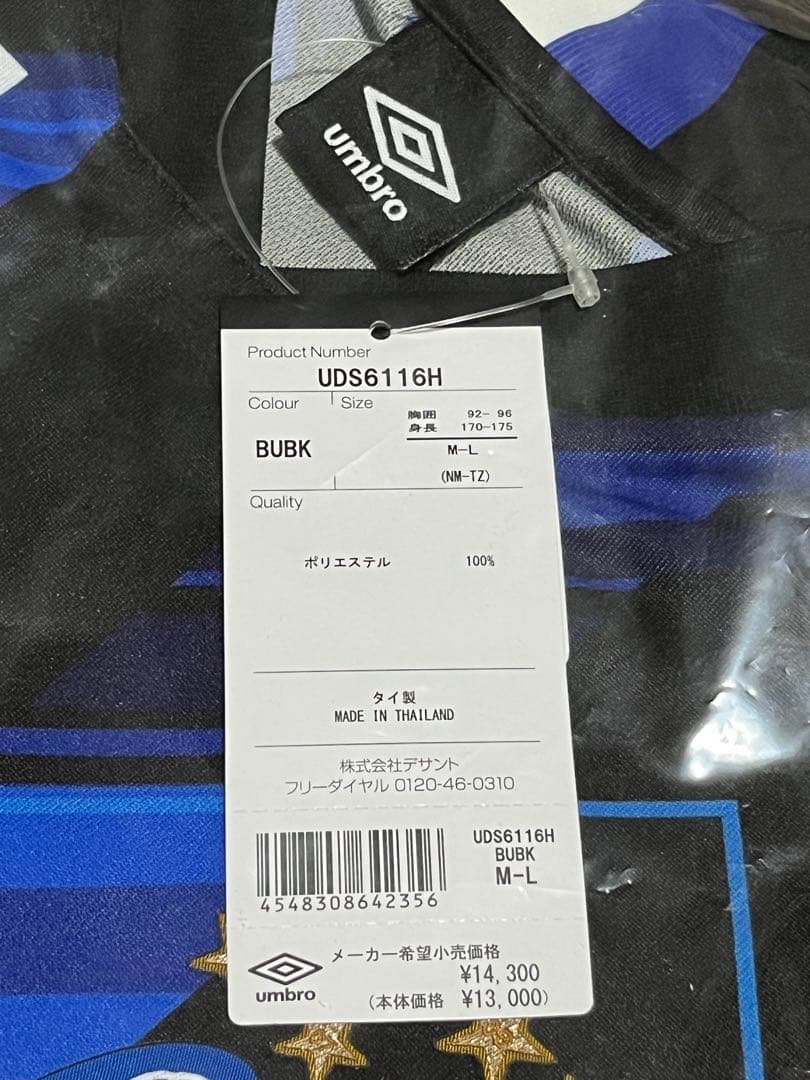 umbro
Product Number
UDS6116H
Colour
Size
胸囲 92- 96
身長 170-175
BUBK
M-L
(NM-TZ)
Quality
ポリエステル 100%
タイ製
MADE IN THAILAND
株式会社デサント
フリーダイヤル 0120-46-0310
UDS6116H
BUBK
M-L
4548308642356
メーカー希望小売価格
¥14,300
(本体価格 ¥13,000)
umbro